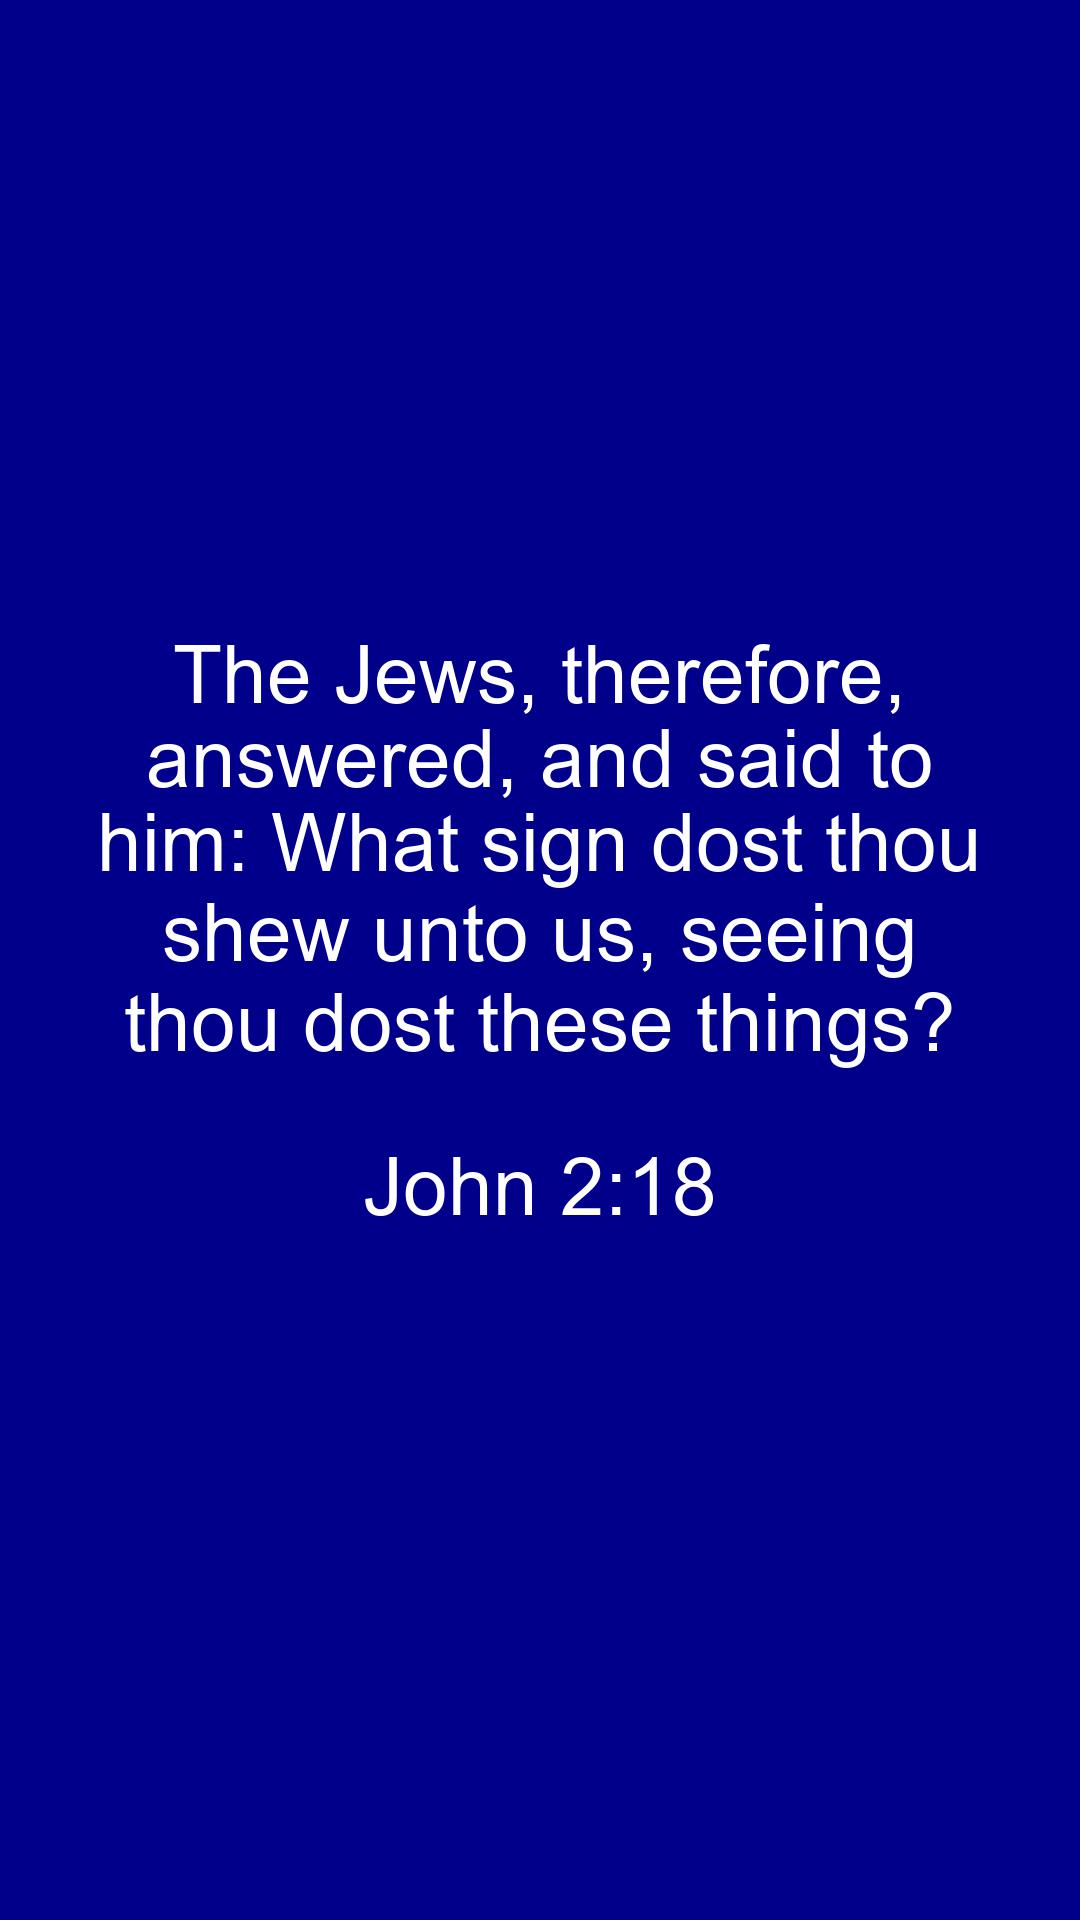 The Jews, therefore,
answered, and said to
him: What sign dost thou
shew unto us, seeing
thou dost these things?
John 2:18